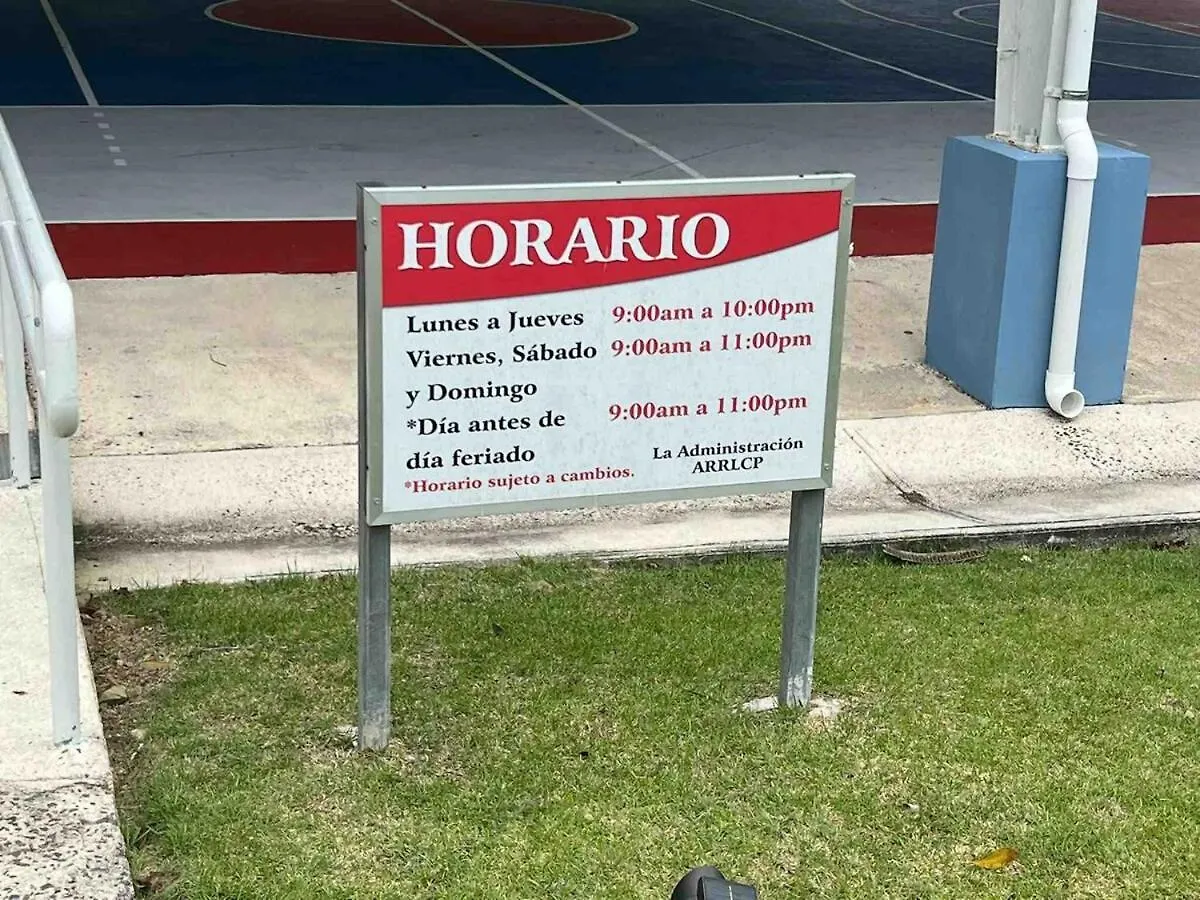 HORARIO
Lunes a Jueves 9:00am a 10:00pm
Viernes, Sábado 9:00am a 11:00pm
y Domingo
*Día antes de 9:00am a 11:00pm
día feriado
*Horario sujeto a cambios.
La Administración
ARRLCP